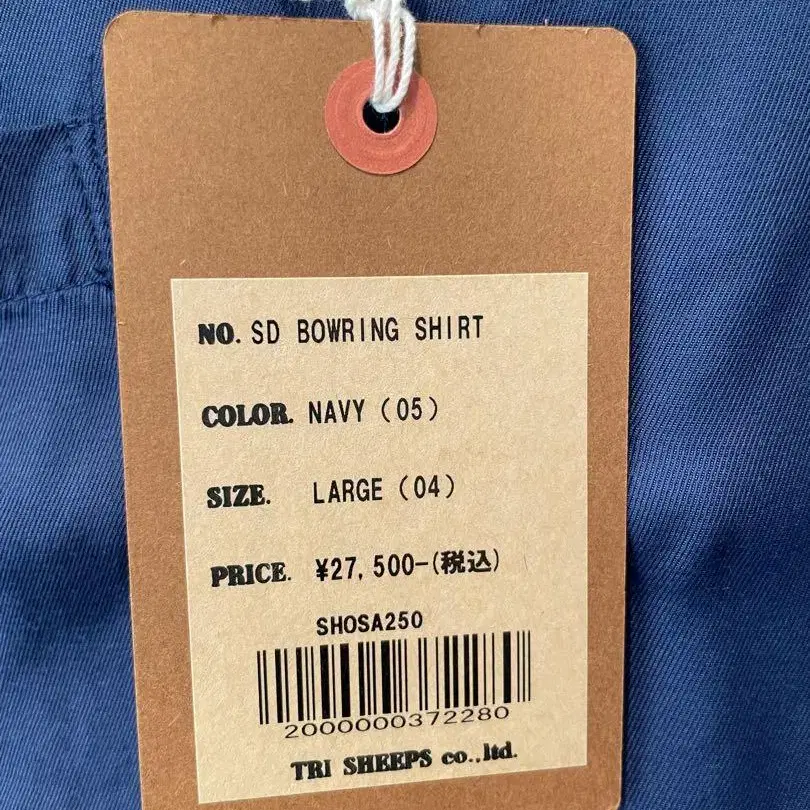 NO. SD BOWRING SHIRT
COLOR. NAVY (05)
SIZE. LARGE (04)
PRICE. ¥27,500-(税込)
SHOSA250
2000000372280
TRI SHEEPS co.,ltd.